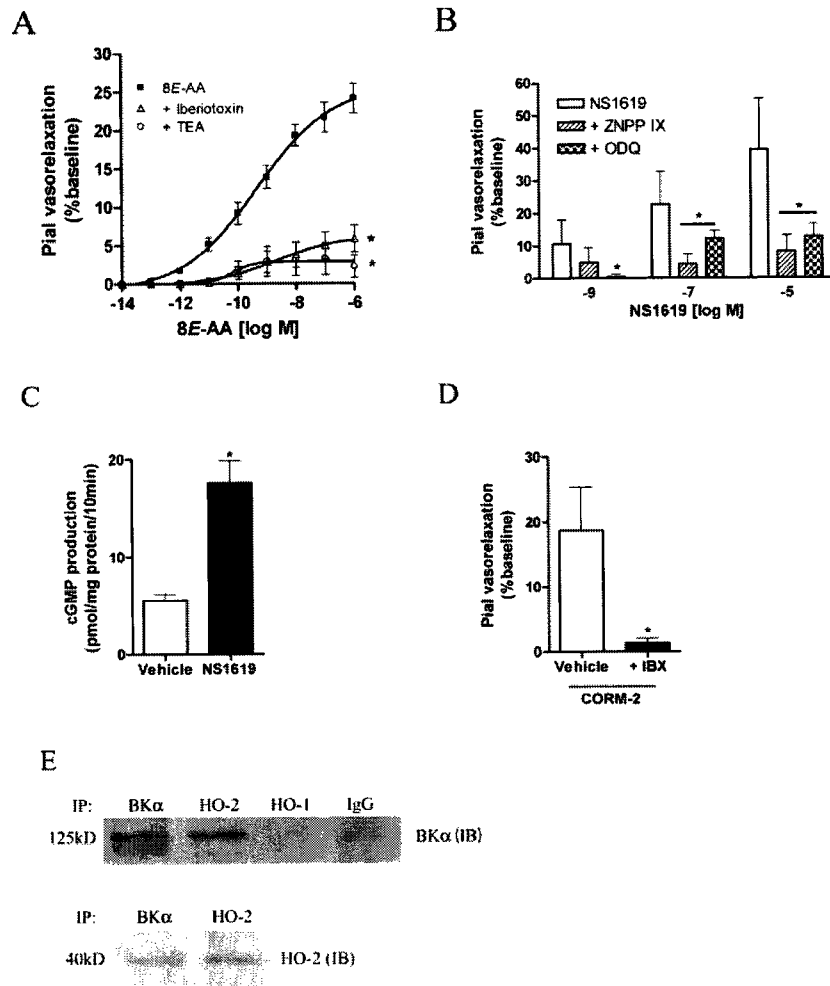 A
30
25
20
15
10
5
0
Pial vasorelaxation
(%baseline)
8E-AA
+ Iberiotoxin
+ TEA
*
*
-14 -12 -10 -8 -6
8E-AA [log M]
B
60
50
40
30
20
10
0
Pial vasorelaxation
(%baseline)
NS1619
+ ZNPP IX
+ ODQ
*
*
*
-9 -7 -5
NS1619 [log M]
C
20
10
0
cGMP production
(pmol/mg protein/10min)
*
Vehicle NS1619
D
30
20
10
0
Pial vasorelaxation
(%baseline)
*
Vehicle + IBX
CORM-2
E
IP: BKα HO-2 HO-1 IgG
125kD BKα (IB)
IP: BKα HO-2
40kD HO-2 (IB)